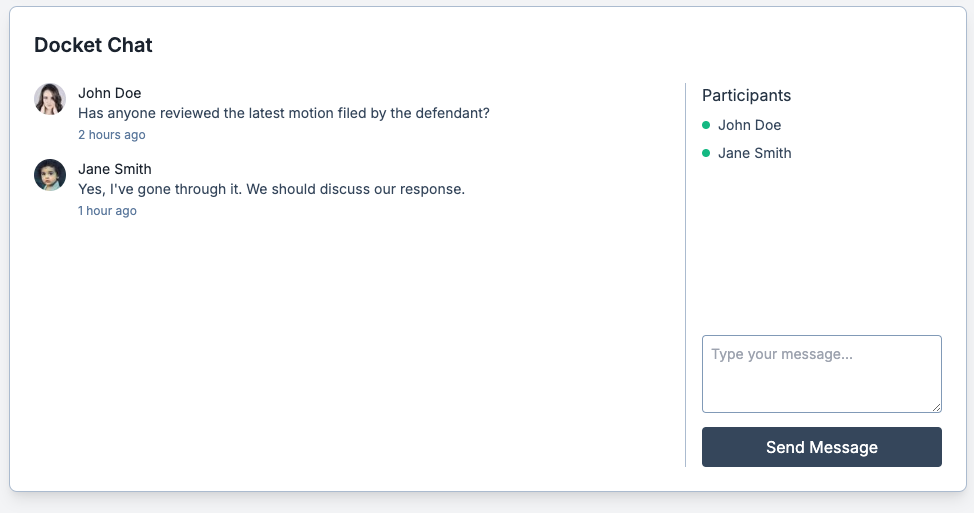 Docket Chat
John Doe
Has anyone reviewed the latest motion filed by the defendant?
2 hours ago
Jane Smith
Yes, I've gone through it. We should discuss our response.
1 hour ago
Participants
John Doe
Jane Smith
Type your message...
Send Message